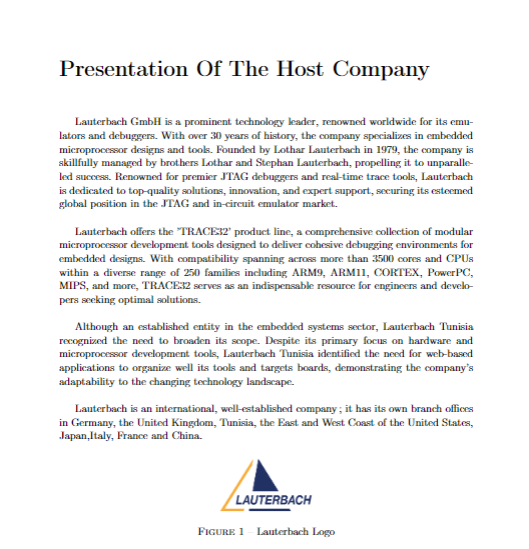 Presentation Of The Host Company
Lauterbach GmbH is a prominent technology leader, renowned worldwide for its emu-
lators and debuggers. With over 30 years of history, the company specializes in embedded
microprocessor designs and tools. Founded by Lothar Lauterbach in 1979, the company is
skillfully managed by brothers Lothar and Stephan Lauterbach, propelling it to unparalle-
led success. Renowned for premier JTAG debuggers and real-time trace tools, Lauterbach
is dedicated to top-quality solutions, innovation, and expert support, securing its esteemed
global position in the JTAG and in-circuit emulator market.
Lauterbach offers the "TRACE32' product line, a comprehensive collection of modular
microprocessor development tools designed to deliver cohesive debugging environments for
embedded designs. With compatibility spanning across more than 3500 cores and CPUs
within a diverse range of 250 families including ARM9, ARM11, CORTEX, PowerPC,
MIPS, and more, TRACE32 serves as an indispensable resource for engineers and develo-
pers seeking optimal solutions.
Although an established entity in the embedded systems sector, Lauterbach Tunisia
recognized the need to broaden its scope. Despite its primary focus on hardware and
microprocessor development tools, Lauterbach Tunisia identified the need for web-based
applications to organize well its tools and targets boards, demonstrating the company's
adaptability to the changing technology landscape.
Lauterbach is an international, well-established company ; it has its own branch offices
in Germany, the United Kingdom, Tunisia, the East and West Coast of the United States,
Japan,Italy, France and China.
LAUTERBACH
FIGURE 1 – Lauterbach Logo